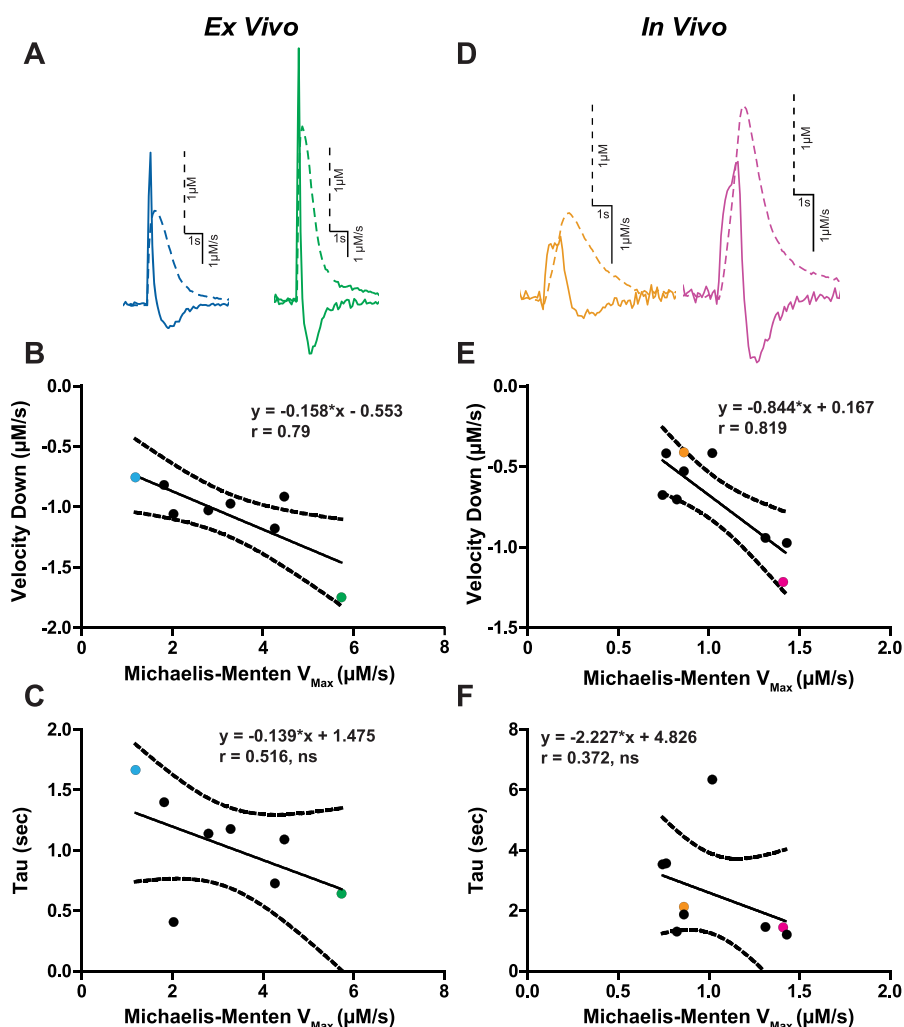 Ex Vivo
In Vivo
A
1µM
1s
1µM/s
1µM
1s
1 µM/s
D
1µM
1s
1µM/s
1µM
1s
1µM/s
B
0.0
-0.5
-1.0
-1.5
-2.0
Velocity Down (µM/s)
y = -0.158*x - 0.553
r = 0.79
0 2 4 6 8
Michaelis-Menten VMax (µM/s)
E
0.0
-0.5
-1.0
-1.5
Velocity Down (µM/s)
y = -0.844*x + 0.167
r = 0.819
0.0 0.5 1.0 1.5 2.0
Michaelis-Menten VMax (µM/s)
C
2.0
1.5
1.0
0.5
0.0
Tau (sec)
y = -0.139*x + 1.475
r = 0.516, ns
0 2 4 6 8
Michaelis-Menten VMax (µM/s)
F
8
6
4
2
0
Tau (sec)
y = -2.227*x + 4.826
r = 0.372, ns
0.0 0.5 1.0 1.5 2.0
Michaelis-Menten VMax (µM/s)